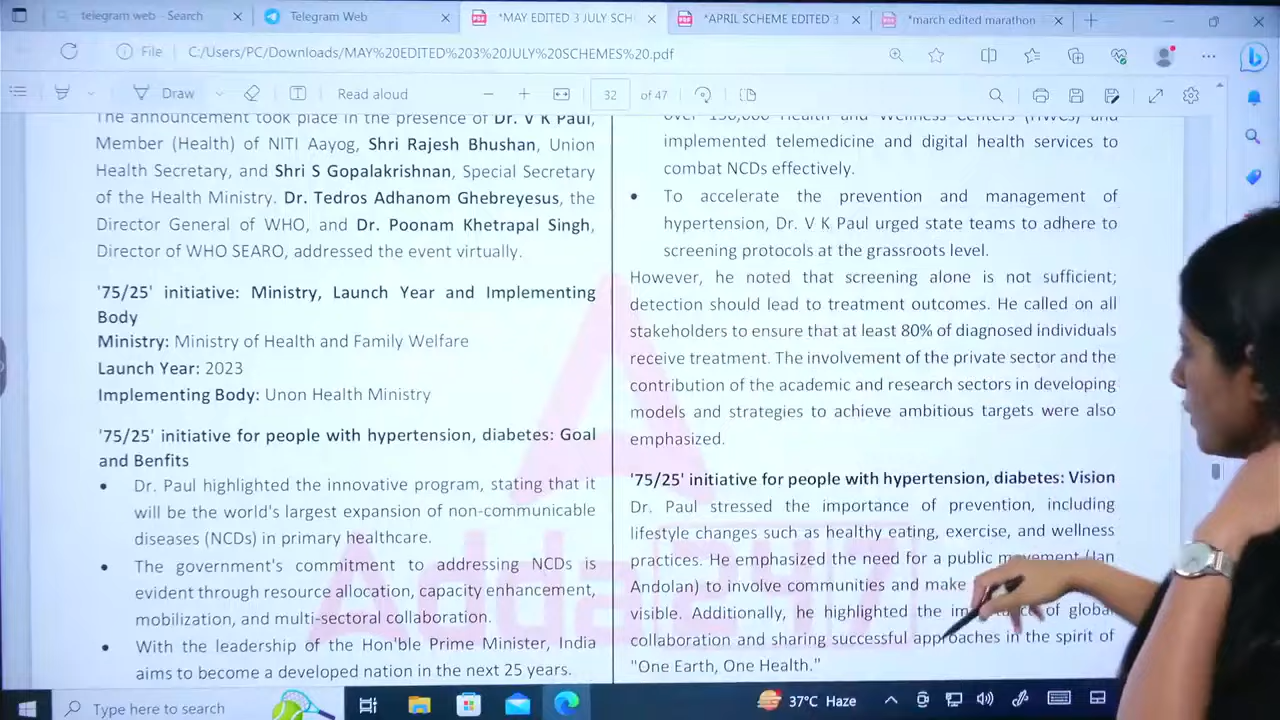 telegram web - Search
Telegram Web
*MAY EDITED 3 JULY SCH
*APRIL SCHEME EDITED 3
*march edited marathon
File
C:/Users/PC/Downloads/MAY%20EDITED%203%20JULY%20SCHEMES%20.pdf
Draw
Read aloud
32
of 47
The announcement took place in the presence of Dr. V K Paul,
Member (Health) of NITI Aayog, Shri Rajesh Bhushan, Union
Health Secretary, and Shri S Gopalakrishnan, Special Secretary
of the Health Ministry. Dr. Tedros Adhanom Ghebreyesus, the
Director General of WHO, and Dr. Poonam Khetrapal Singh,
Director of WHO SEARO, addressed the event virtually.
'75/25' initiative: Ministry, Launch Year and Implementing
Body
Ministry: Ministry of Health and Family Welfare
Launch Year: 2023
Implementing Body: Unon Health Ministry
'75/25' initiative for people with hypertension, diabetes: Goal
and Benfits
• Dr. Paul highlighted the innovative program, stating that it
will be the world's largest expansion of non-communicable
diseases (NCDs) in primary healthcare.
• The government's commitment to addressing NCDs is
evident through resource allocation, capacity enhancement,
mobilization, and multi-sectoral collaboration.
• With the leadership of the Hon'ble Prime Minister, India
aims to become a developed nation in the next 25 years.
over 150,000 Health and Wellness Centers (HWCs) and
implemented telemedicine and digital health services to
combat NCDs effectively.
• To accelerate the prevention and management of
hypertension, Dr. V K Paul urged state teams to adhere to
screening protocols at the grassroots level.
However, he noted that screening alone is not sufficient;
detection should lead to treatment outcomes. He called on all
stakeholders to ensure that at least 80% of diagnosed individuals
receive treatment. The involvement of the private sector and the
contribution of the academic and research sectors in developing
models and strategies to achieve ambitious targets were also
emphasized.
'75/25' initiative for people with hypertension, diabetes: Vision
Dr. Paul stressed the importance of prevention, including
lifestyle changes such as healthy eating, exercise, and wellness
practices. He emphasized the need for a public movement (Jan
Andolan) to involve communities and make
visible. Additionally, he highlighted the of global
collaboration and sharing successful approaches in the spirit of
"One Earth, One Health."
Type here to search
37°C Haze